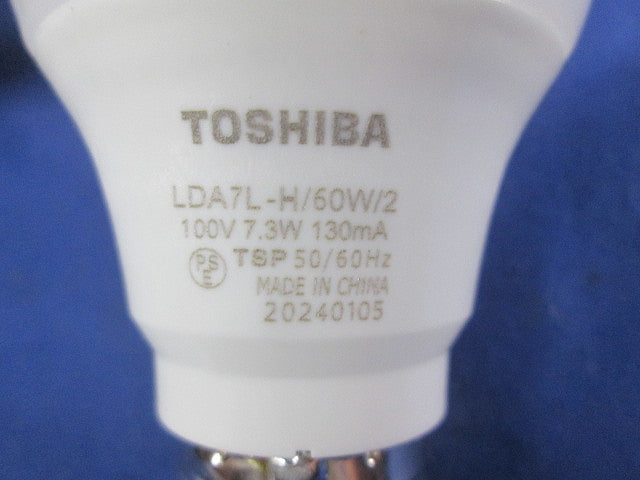 TOSHIBA
LDA7L-H/60W/2
100V 7.3W 130mA
PSE TSP 50/60Hz
MADE IN CHINA
20240105